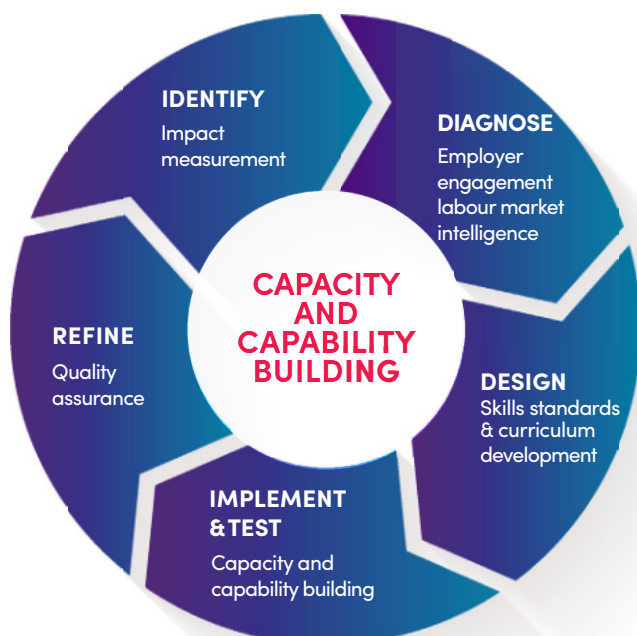 IDENTIFY
Impact
measurement
DIAGNOSE
Employer
engagement
labour market
intelligence
CAPACITY
AND
CAPABILITY
BUILDING
REFINE
Quality
assurance
DESIGN
Skills standards
& curriculum
development
IMPLEMENT
& TEST
Capacity and
capability building